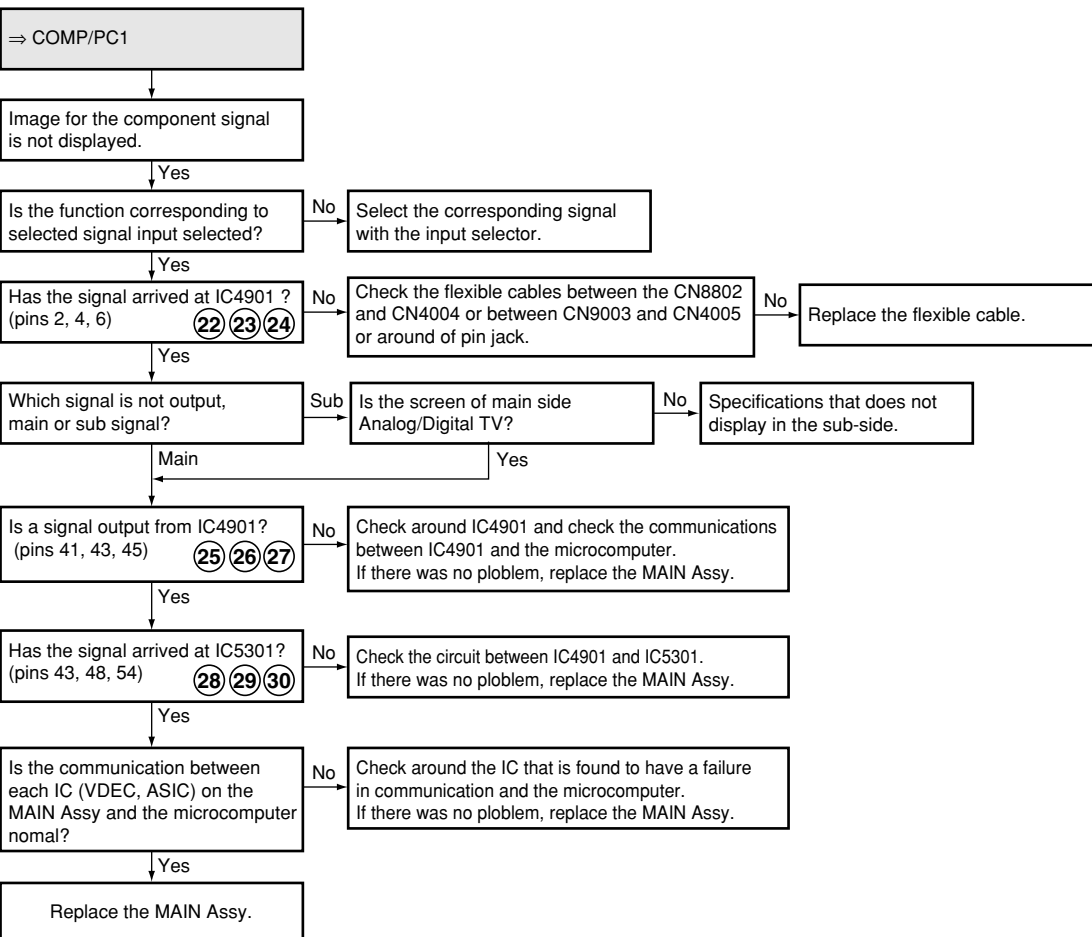 ⇒ COMP/PC1
Image for the component signal
is not displayed.
Yes
Is the function corresponding to
selected signal input selected?
No
Select the corresponding signal
with the input selector.
Yes
Has the signal arrived at IC4901 ?
(pins 2, 4, 6)
22 23 24
No
Check the flexible cables between the CN8802
and CN4004 or between CN9003 and CN4005
or around of pin jack.
No
Replace the flexible cable.
Yes
Which signal is not output,
main or sub signal?
Sub
Is the screen of main side
Analog/Digital TV?
No
Specifications that does not
display in the sub-side.
Main
Yes
Is a signal output from IC4901?
(pins 41, 43, 45)
25 26 27
No
Check around IC4901 and check the communications
between IC4901 and the microcomputer.
If there was no ploblem, replace the MAIN Assy.
Yes
Has the signal arrived at IC5301?
(pins 43, 48, 54)
28 29 30
No
Check the circuit between IC4901 and IC5301.
If there was no ploblem, replace the MAIN Assy.
Yes
Is the communication between
each IC (VDEC, ASIC) on the
MAIN Assy and the microcomputer
nomal?
No
Check around the IC that is found to have a failure
in communication and the microcomputer.
If there was no ploblem, replace the MAIN Assy.
Yes
Replace the MAIN Assy.